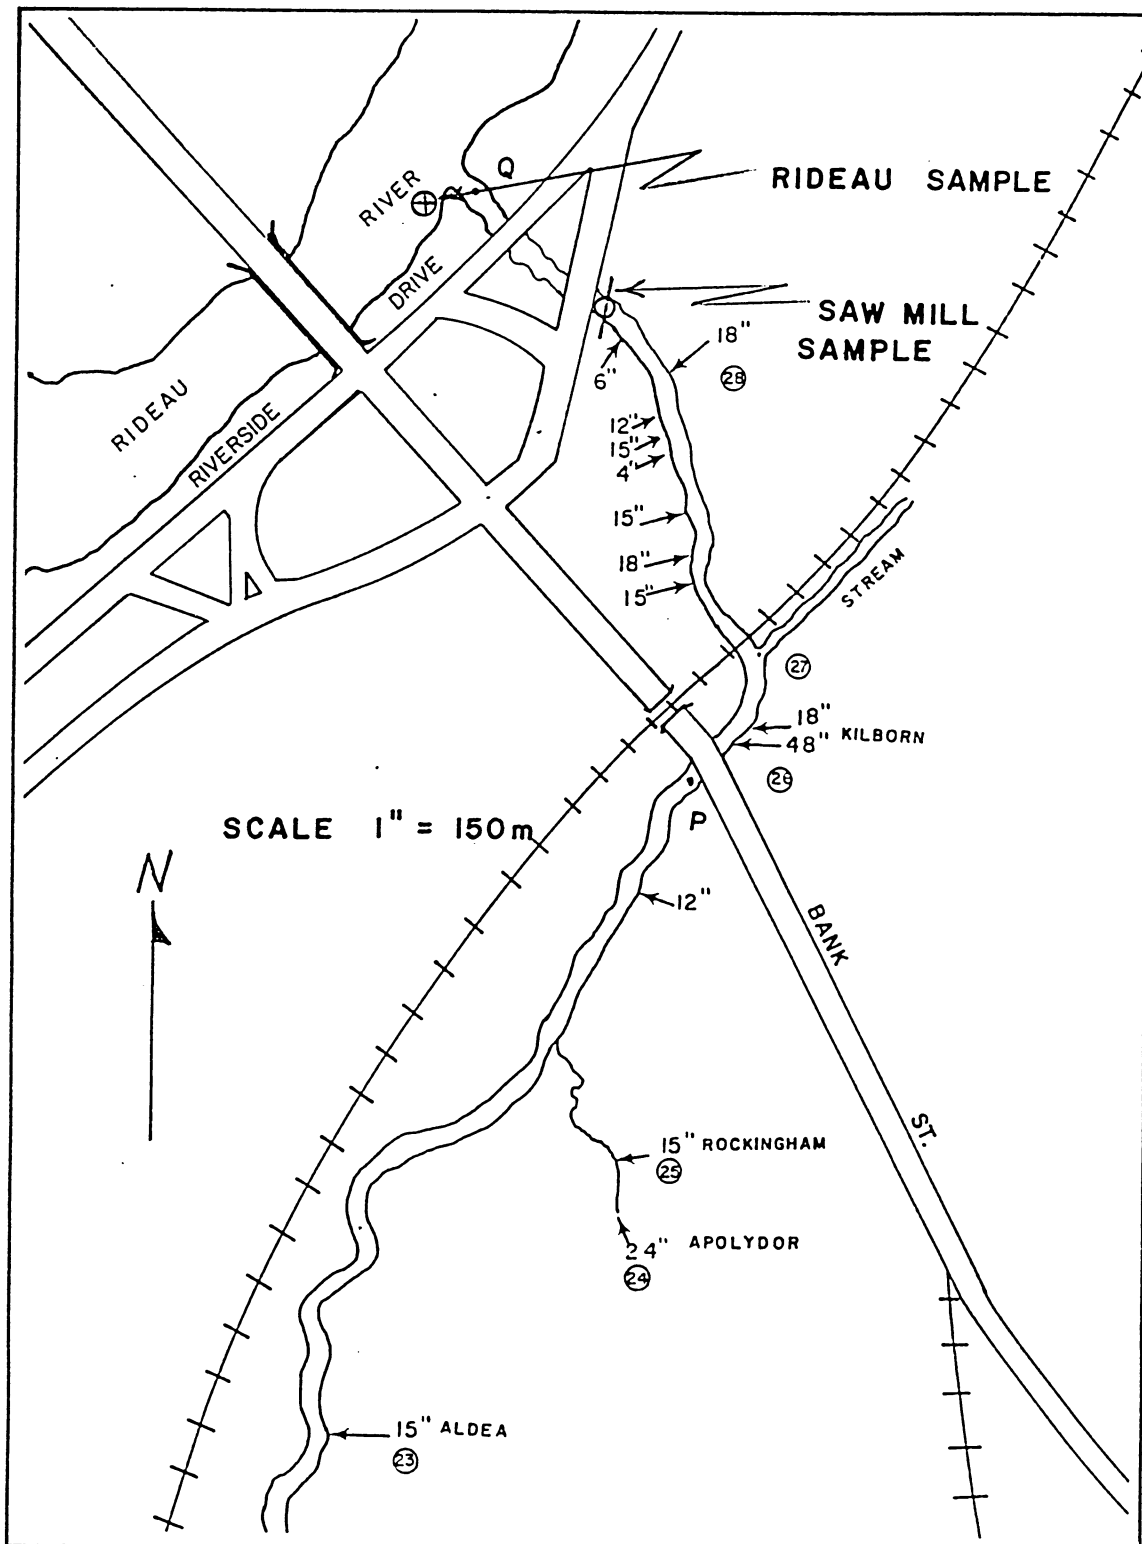 Q
RIVER
RIDEAU SAMPLE
DRIVE
SAW MILL
SAMPLE
18"
6"
28
RIDEAU
RIVERSIDE
12"
15"
4'
15"
18"
15"
STREAM
27
18"
48" KILBORN
26
P
SCALE 1" = 150 m
N
12"
BANK
ST.
15" ROCKINGHAM
25
24" APOLYDOR
24
15" ALDEA
23